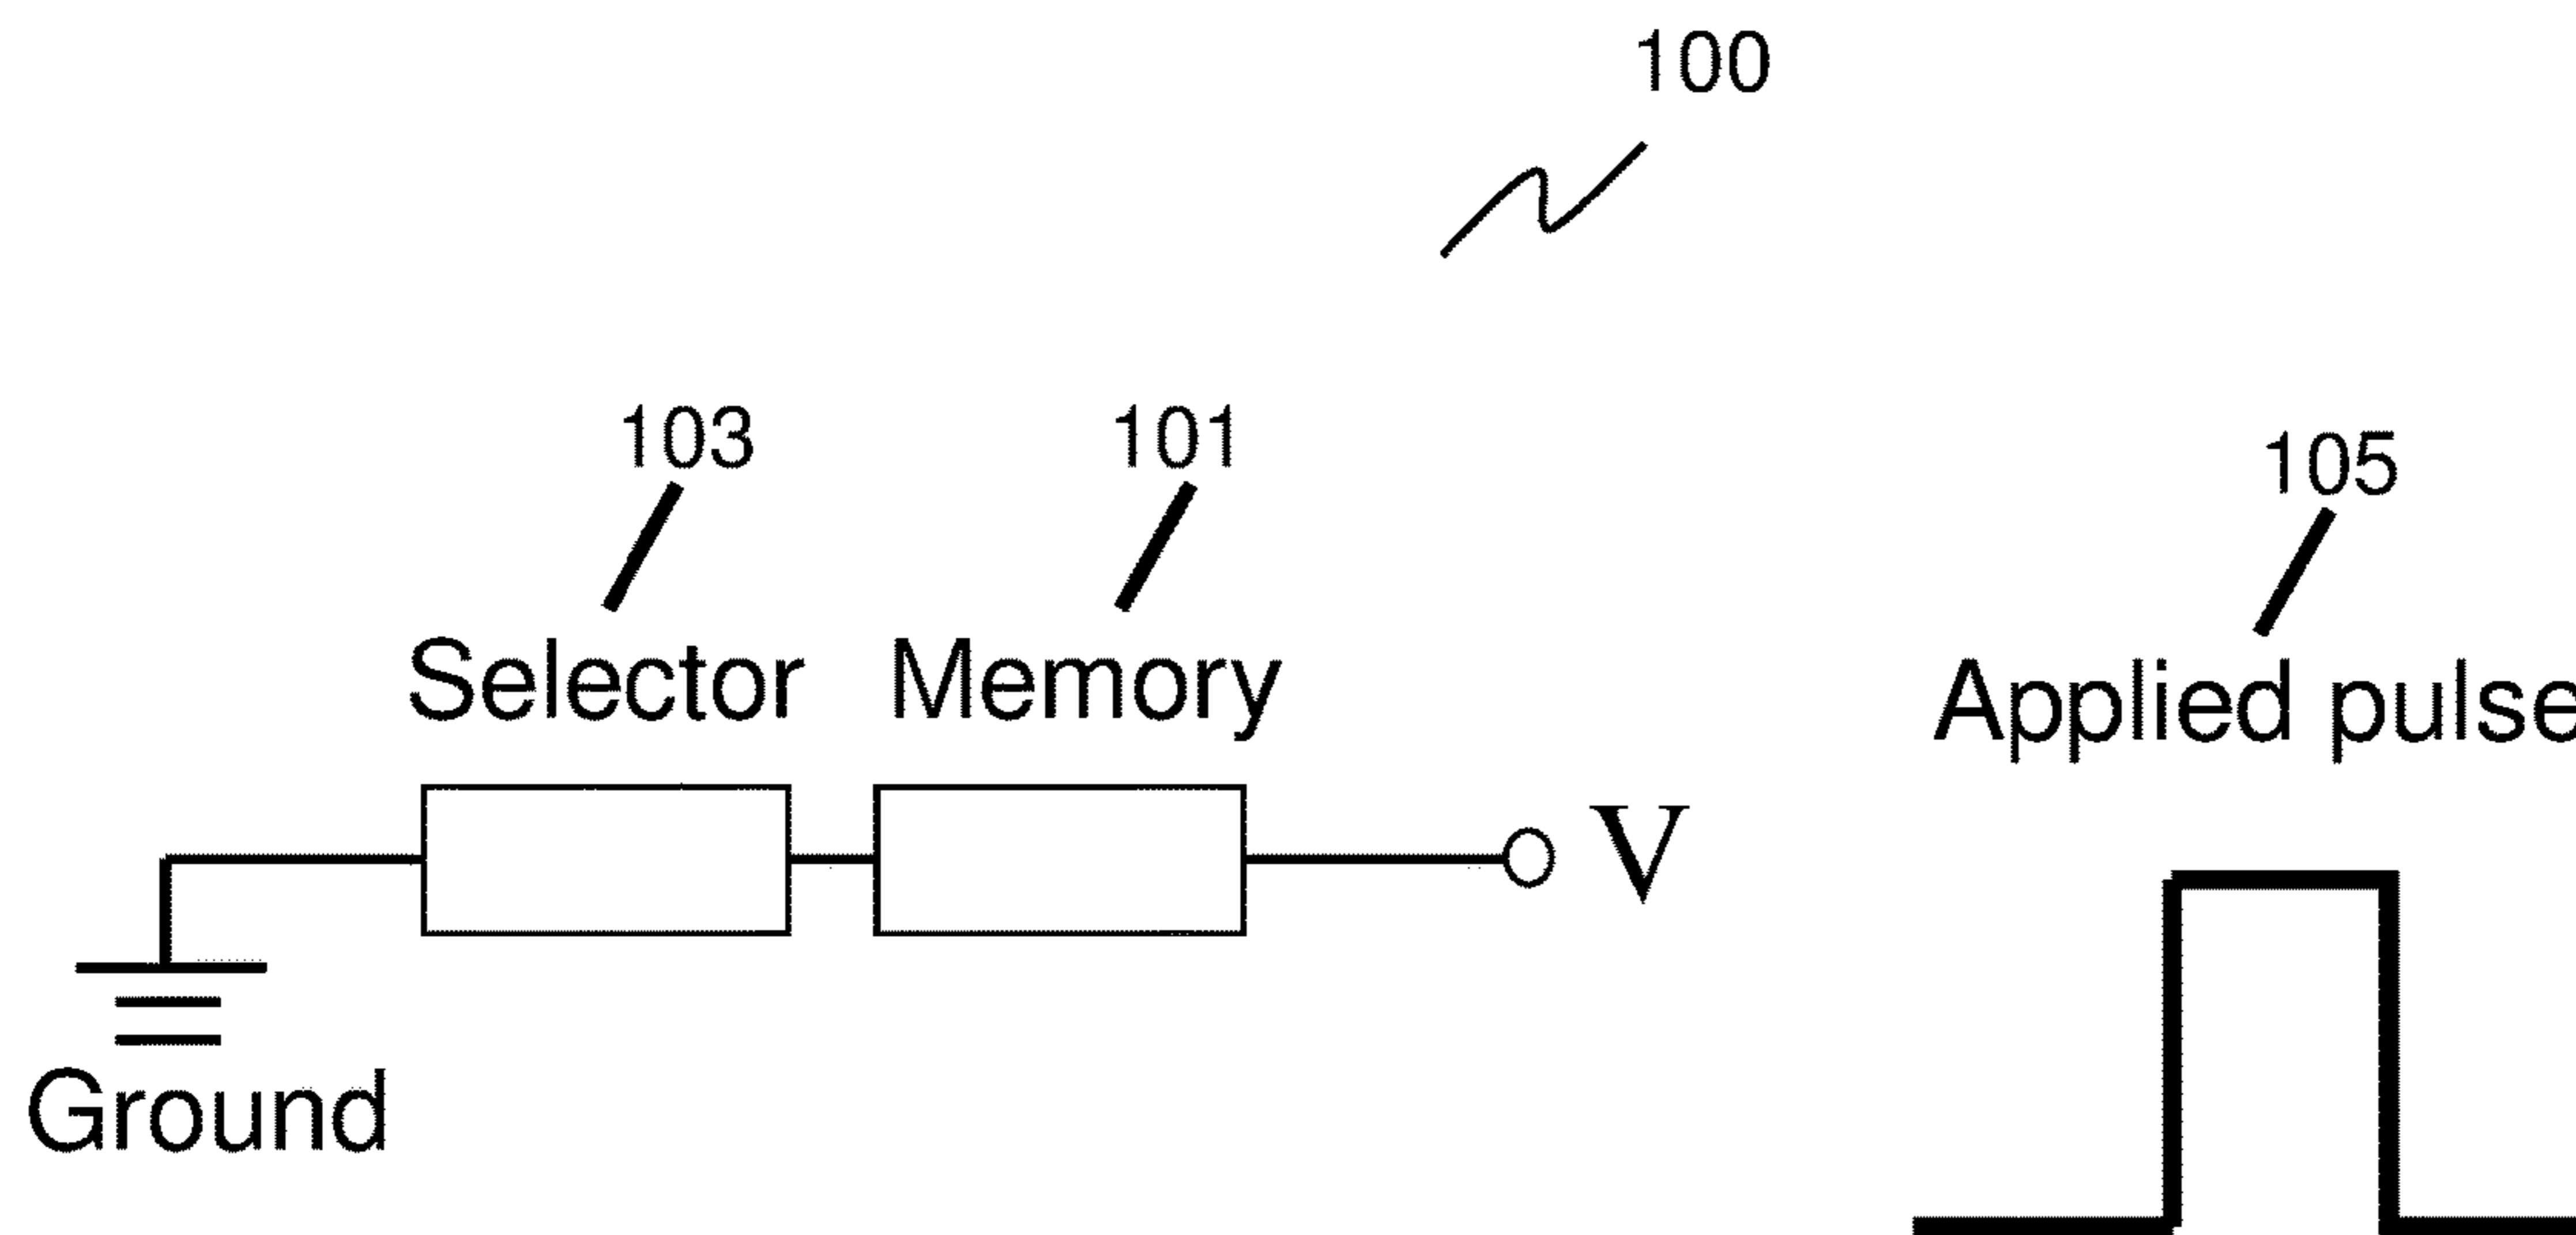 100
103
101
105
Selector
Memory
Applied pulse
V
Ground